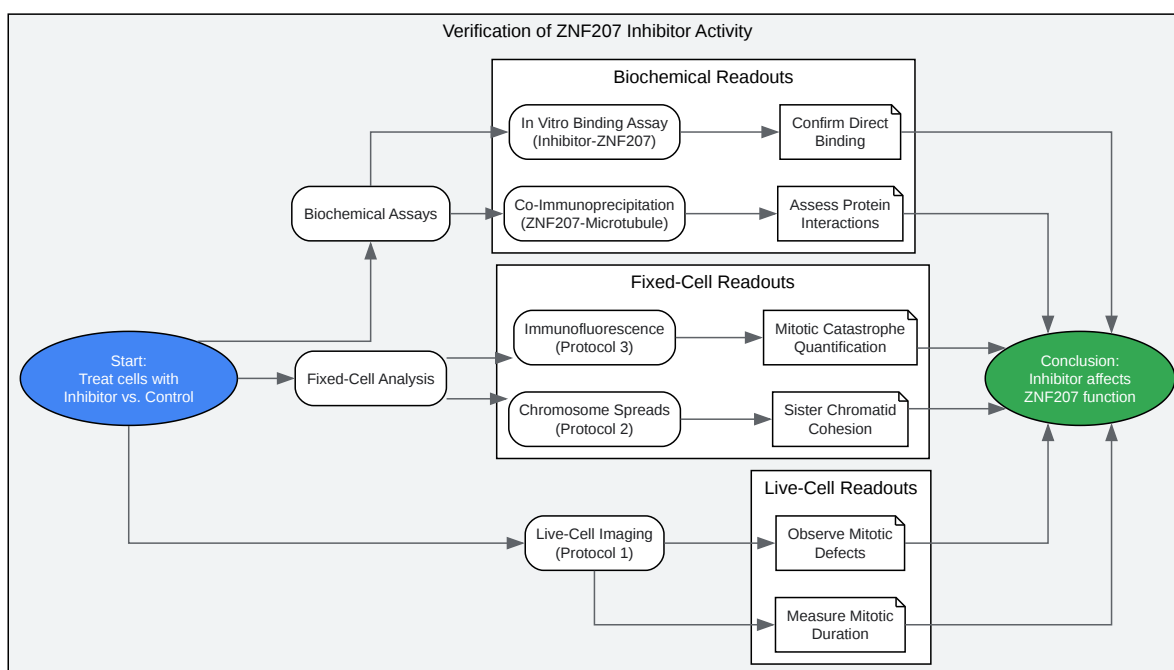 Verification of ZNF207 Inhibitor Activity
Biochemical Readouts
In Vitro Binding Assay
(Inhibitor-ZNF207)
Confirm Direct
Binding
Biochemical Assays
Co-Immunoprecipitation
(ZNF207-Microtubule)
Assess Protein
Interactions
Fixed-Cell Readouts
Immunofluorescence
(Protocol 3)
Mitotic Catastrophe
Quantification
Start:
Treat cells with
Inhibitor vs. Control
Fixed-Cell Analysis
Conclusion:
Inhibitor affects
ZNF207 function
Chromosome Spreads
(Protocol 2)
Sister Chromatid
Cohesion
Live-Cell Readouts
Live-Cell Imaging
(Protocol 1)
Observe Mitotic
Defects
Measure Mitotic
Duration